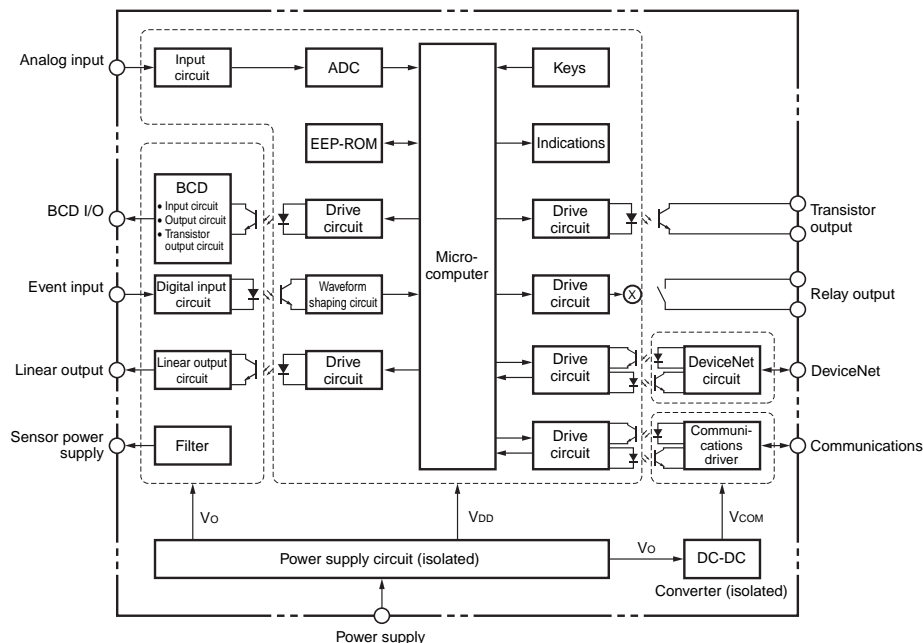 Analog input
Input
circuit
ADC
Keys
EEP-ROM
Indications
BCD I/O
BCD
• Input circuit
• Output circuit
• Transistor
output circuit
Drive
circuit
Micro-
computer
Drive
circuit
Transistor
output
Event input
Digital input
circuit
Waveform
shaping circuit
Drive
circuit
X
Relay output
Linear output
Linear output
circuit
Drive
circuit
Drive
circuit
DeviceNet
circuit
DeviceNet
Sensor power
supply
Filter
Drive
circuit
Communi-
cations
driver
Communications
VO
VDD
VCOM
Power supply circuit (isolated)
VO
DC-DC
Converter (isolated)
Power supply